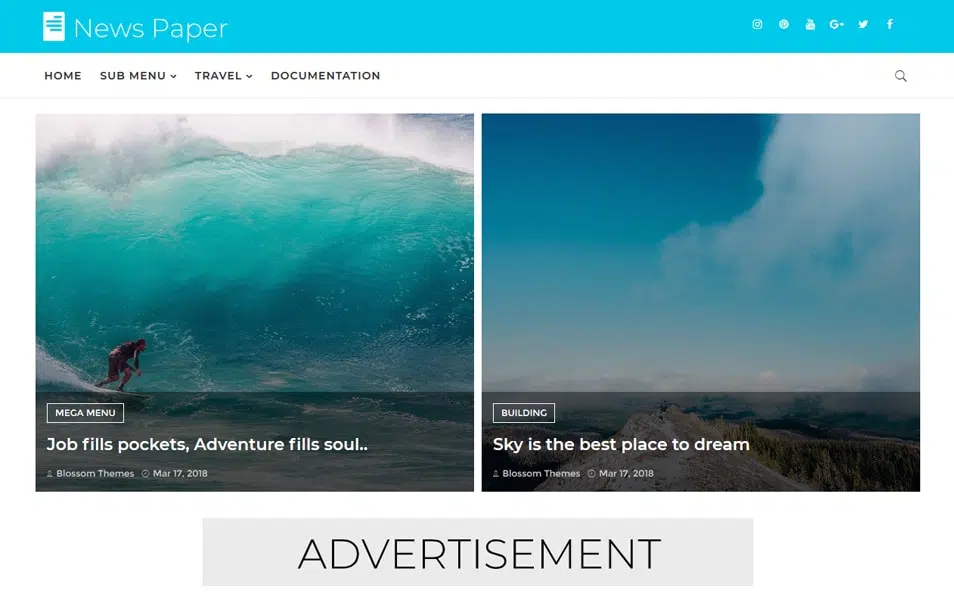 News Paper
HOME SUB MENU TRAVEL DOCUMENTATION
MEGA MENU
Job fills pockets, Adventure fills soul..
Blossom Themes Mar 17, 2018
BUILDING
Sky is the best place to dream
Blossom Themes Mar 17, 2018
ADVERTISEMENT